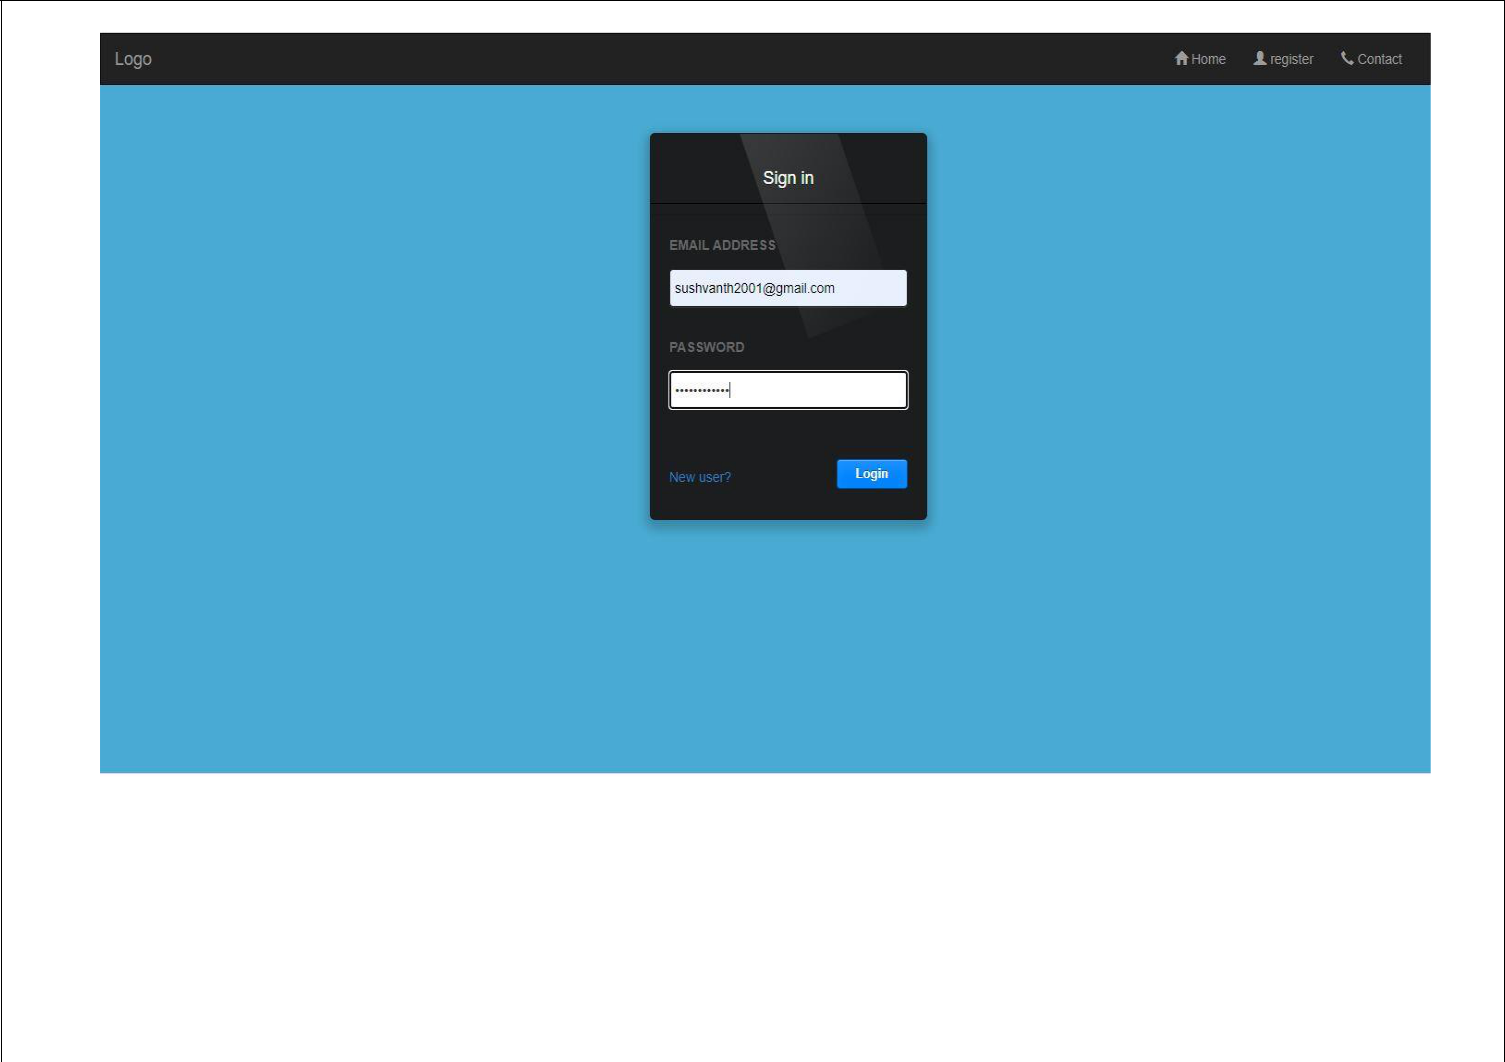 Logo
Home register Contact
Sign in
EMAIL ADDRESS
sushvanth2001@gmail.com
PASSWORD
••••••••••••
New user? Login